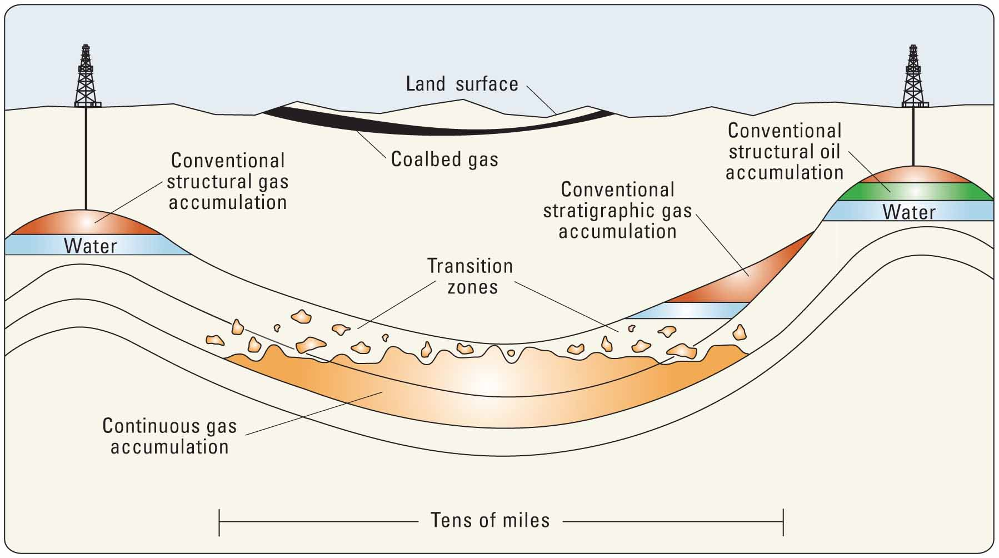 Land surface
Coalbed gas
Conventional
structural gas
accumulation
Water
Conventional
structural oil
accumulation
Water
Conventional
stratigraphic gas
accumulation
Transition
zones
Continuous gas
accumulation
Tens of miles